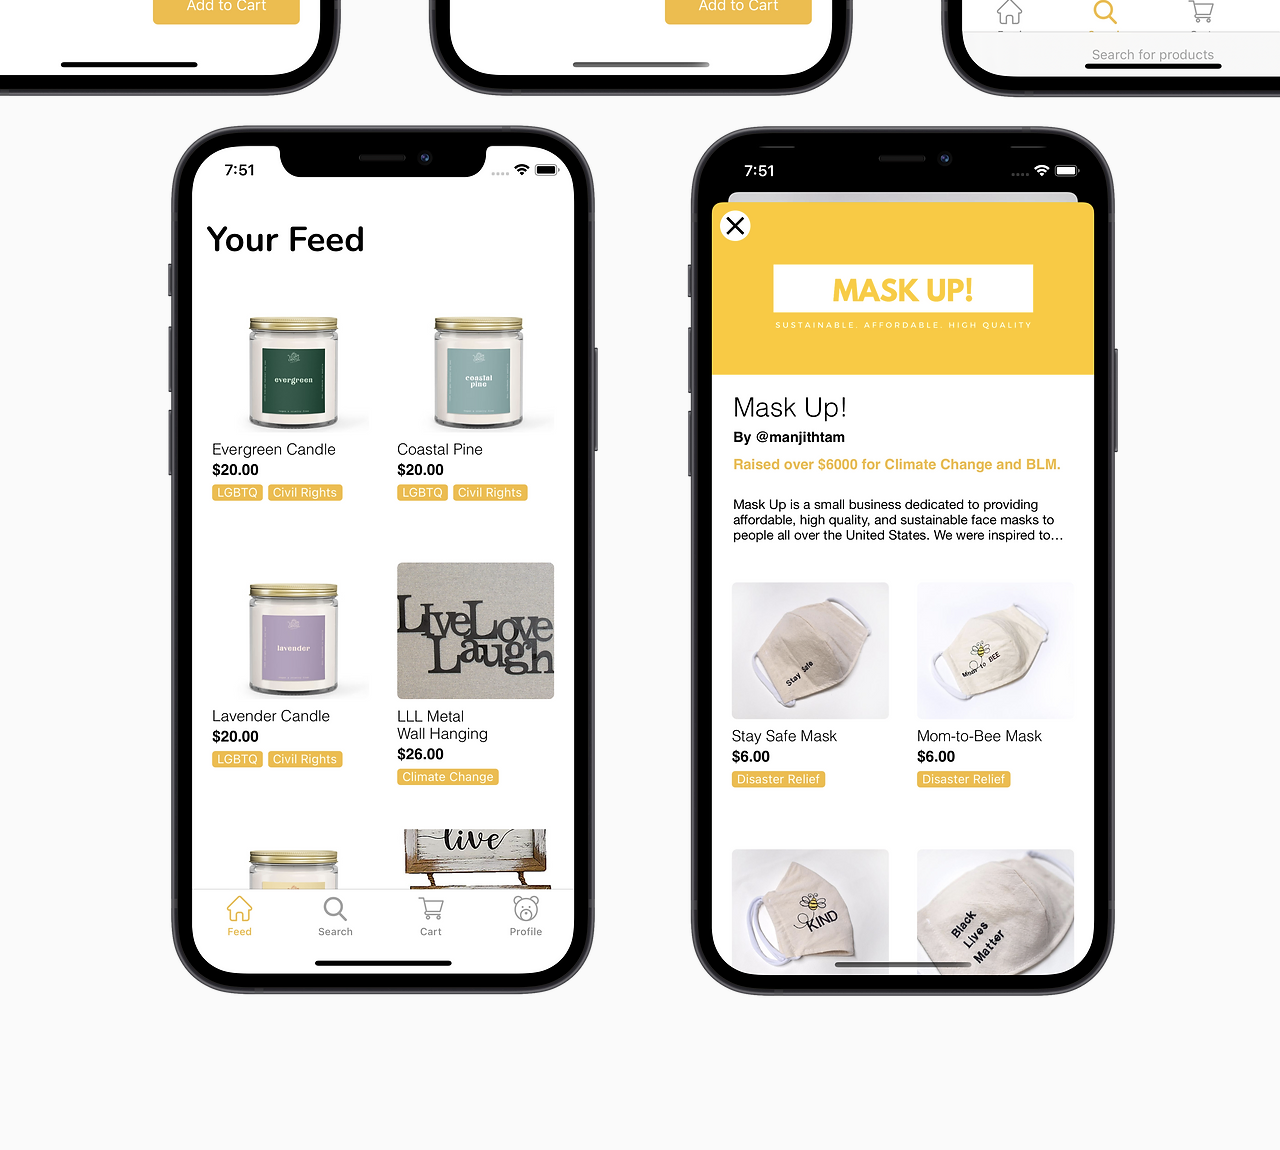 Add to Cart
Add to Cart
Search for products
7:51
Your Feed
evergreen
coastal
pine
Evergreen Candle
$20.00
LGBTQ Civil Rights
Coastal Pine
$20.00
LGBTQ Civil Rights
lavender
Live Love
Laugh
Lavender Candle
$20.00
LGBTQ Civil Rights
LLL Metal
Wall Hanging
$26.00
Climate Change
live
Feed
Search
Cart
Profile
7:51
MASK UP!
SUSTAINABLE. AFFORDABLE. HIGH QUALITY
Mask Up!
By @manjithtam
Raised over $6000 for Climate Change and BLM.
Mask Up is a small business dedicated to providing
affordable, high quality, and sustainable face masks to
people all over the United States. We were inspired to...
Stay Safe
Mom-to BEE
Stay Safe Mask
$6.00
Disaster Relief
Mom-to-Bee Mask
$6.00
Disaster Relief
KIND
Black
Lives
Matter